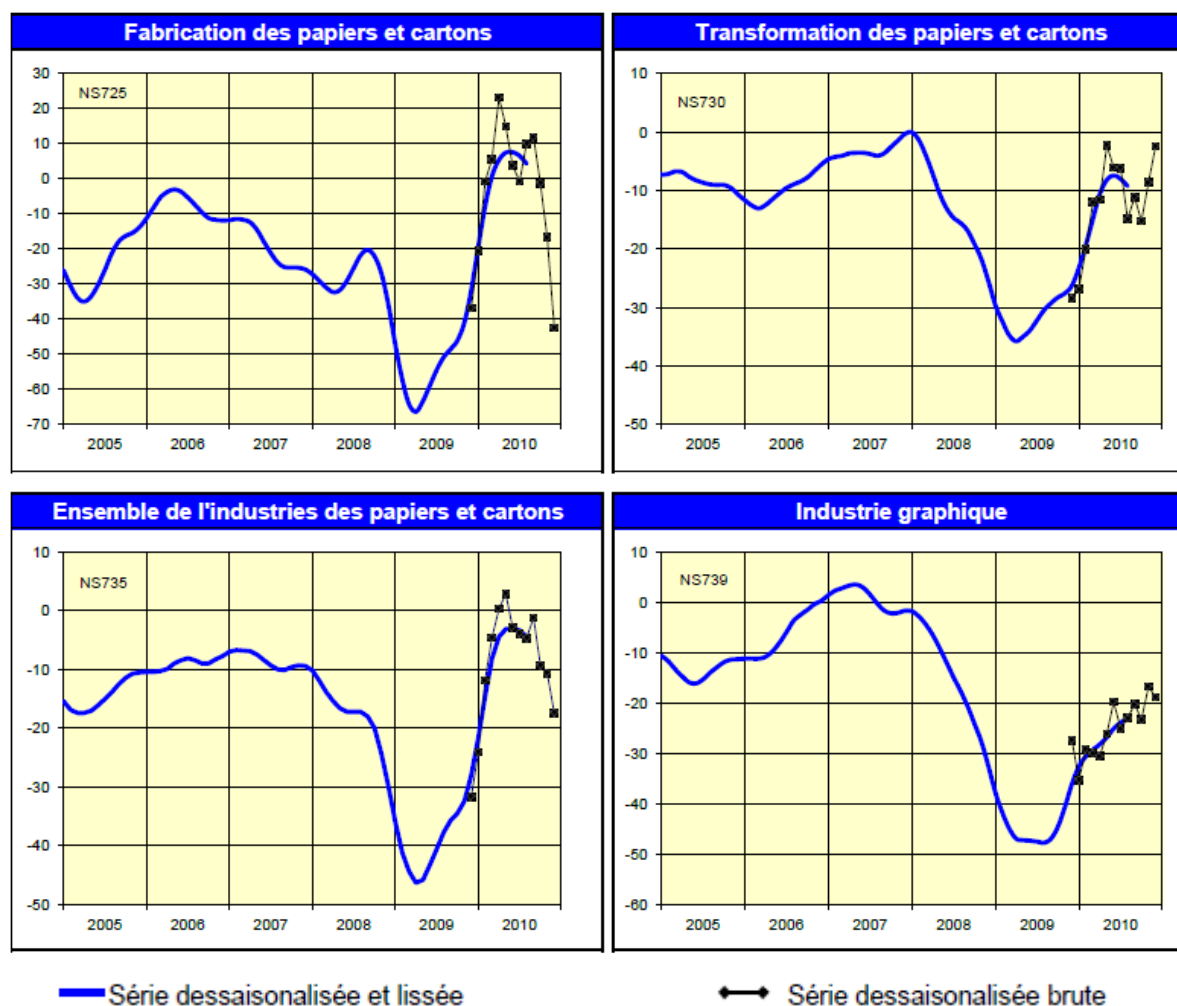 Fabrication des papiers et cartons
30
NS725
20
10
0
-10
-20
-30
-40
-50
-60
-70
2005 2006 2007 2008 2009 2010
Transformation des papiers et cartons
10
NS730
0
-10
-20
-30
-40
-50
2005 2006 2007 2008 2009 2010
Ensemble de l'industries des papiers et cartons
10
NS735
0
-10
-20
-30
-40
-50
2005 2006 2007 2008 2009 2010
Industrie graphique
10
NS739
0
-10
-20
-30
-40
-50
-60
2005 2006 2007 2008 2009 2010
Série dessaisonalisée et lissée
Série dessaisonalisée brute